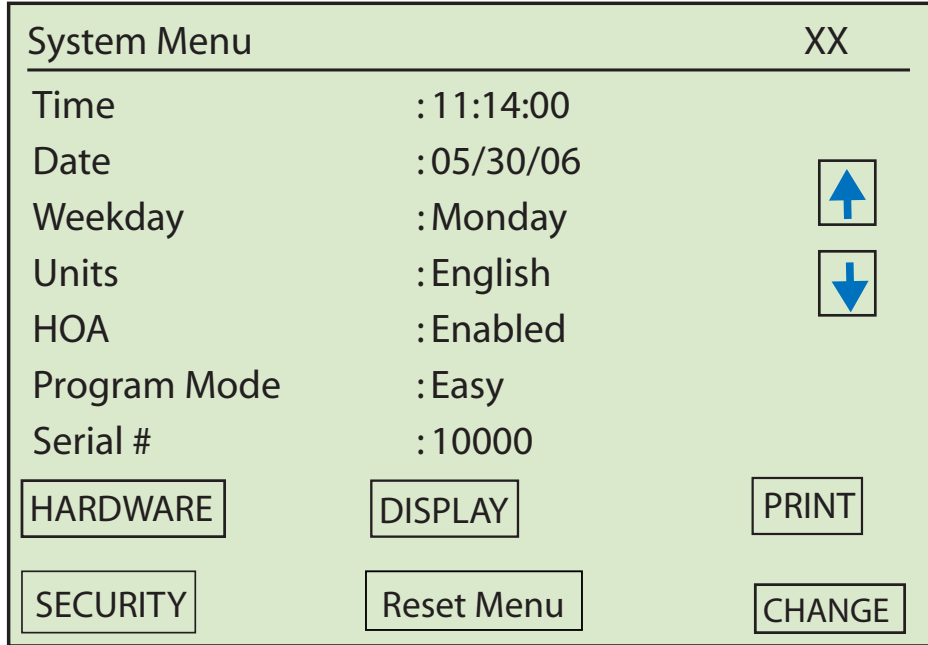 System Menu XX
Time : 11:14:00
Date : 05/30/06
Weekday : Monday
Units : English
HOA : Enabled
Program Mode : Easy
Serial # : 10000
HARDWARE DISPLAY PRINT
SECURITY Reset Menu CHANGE